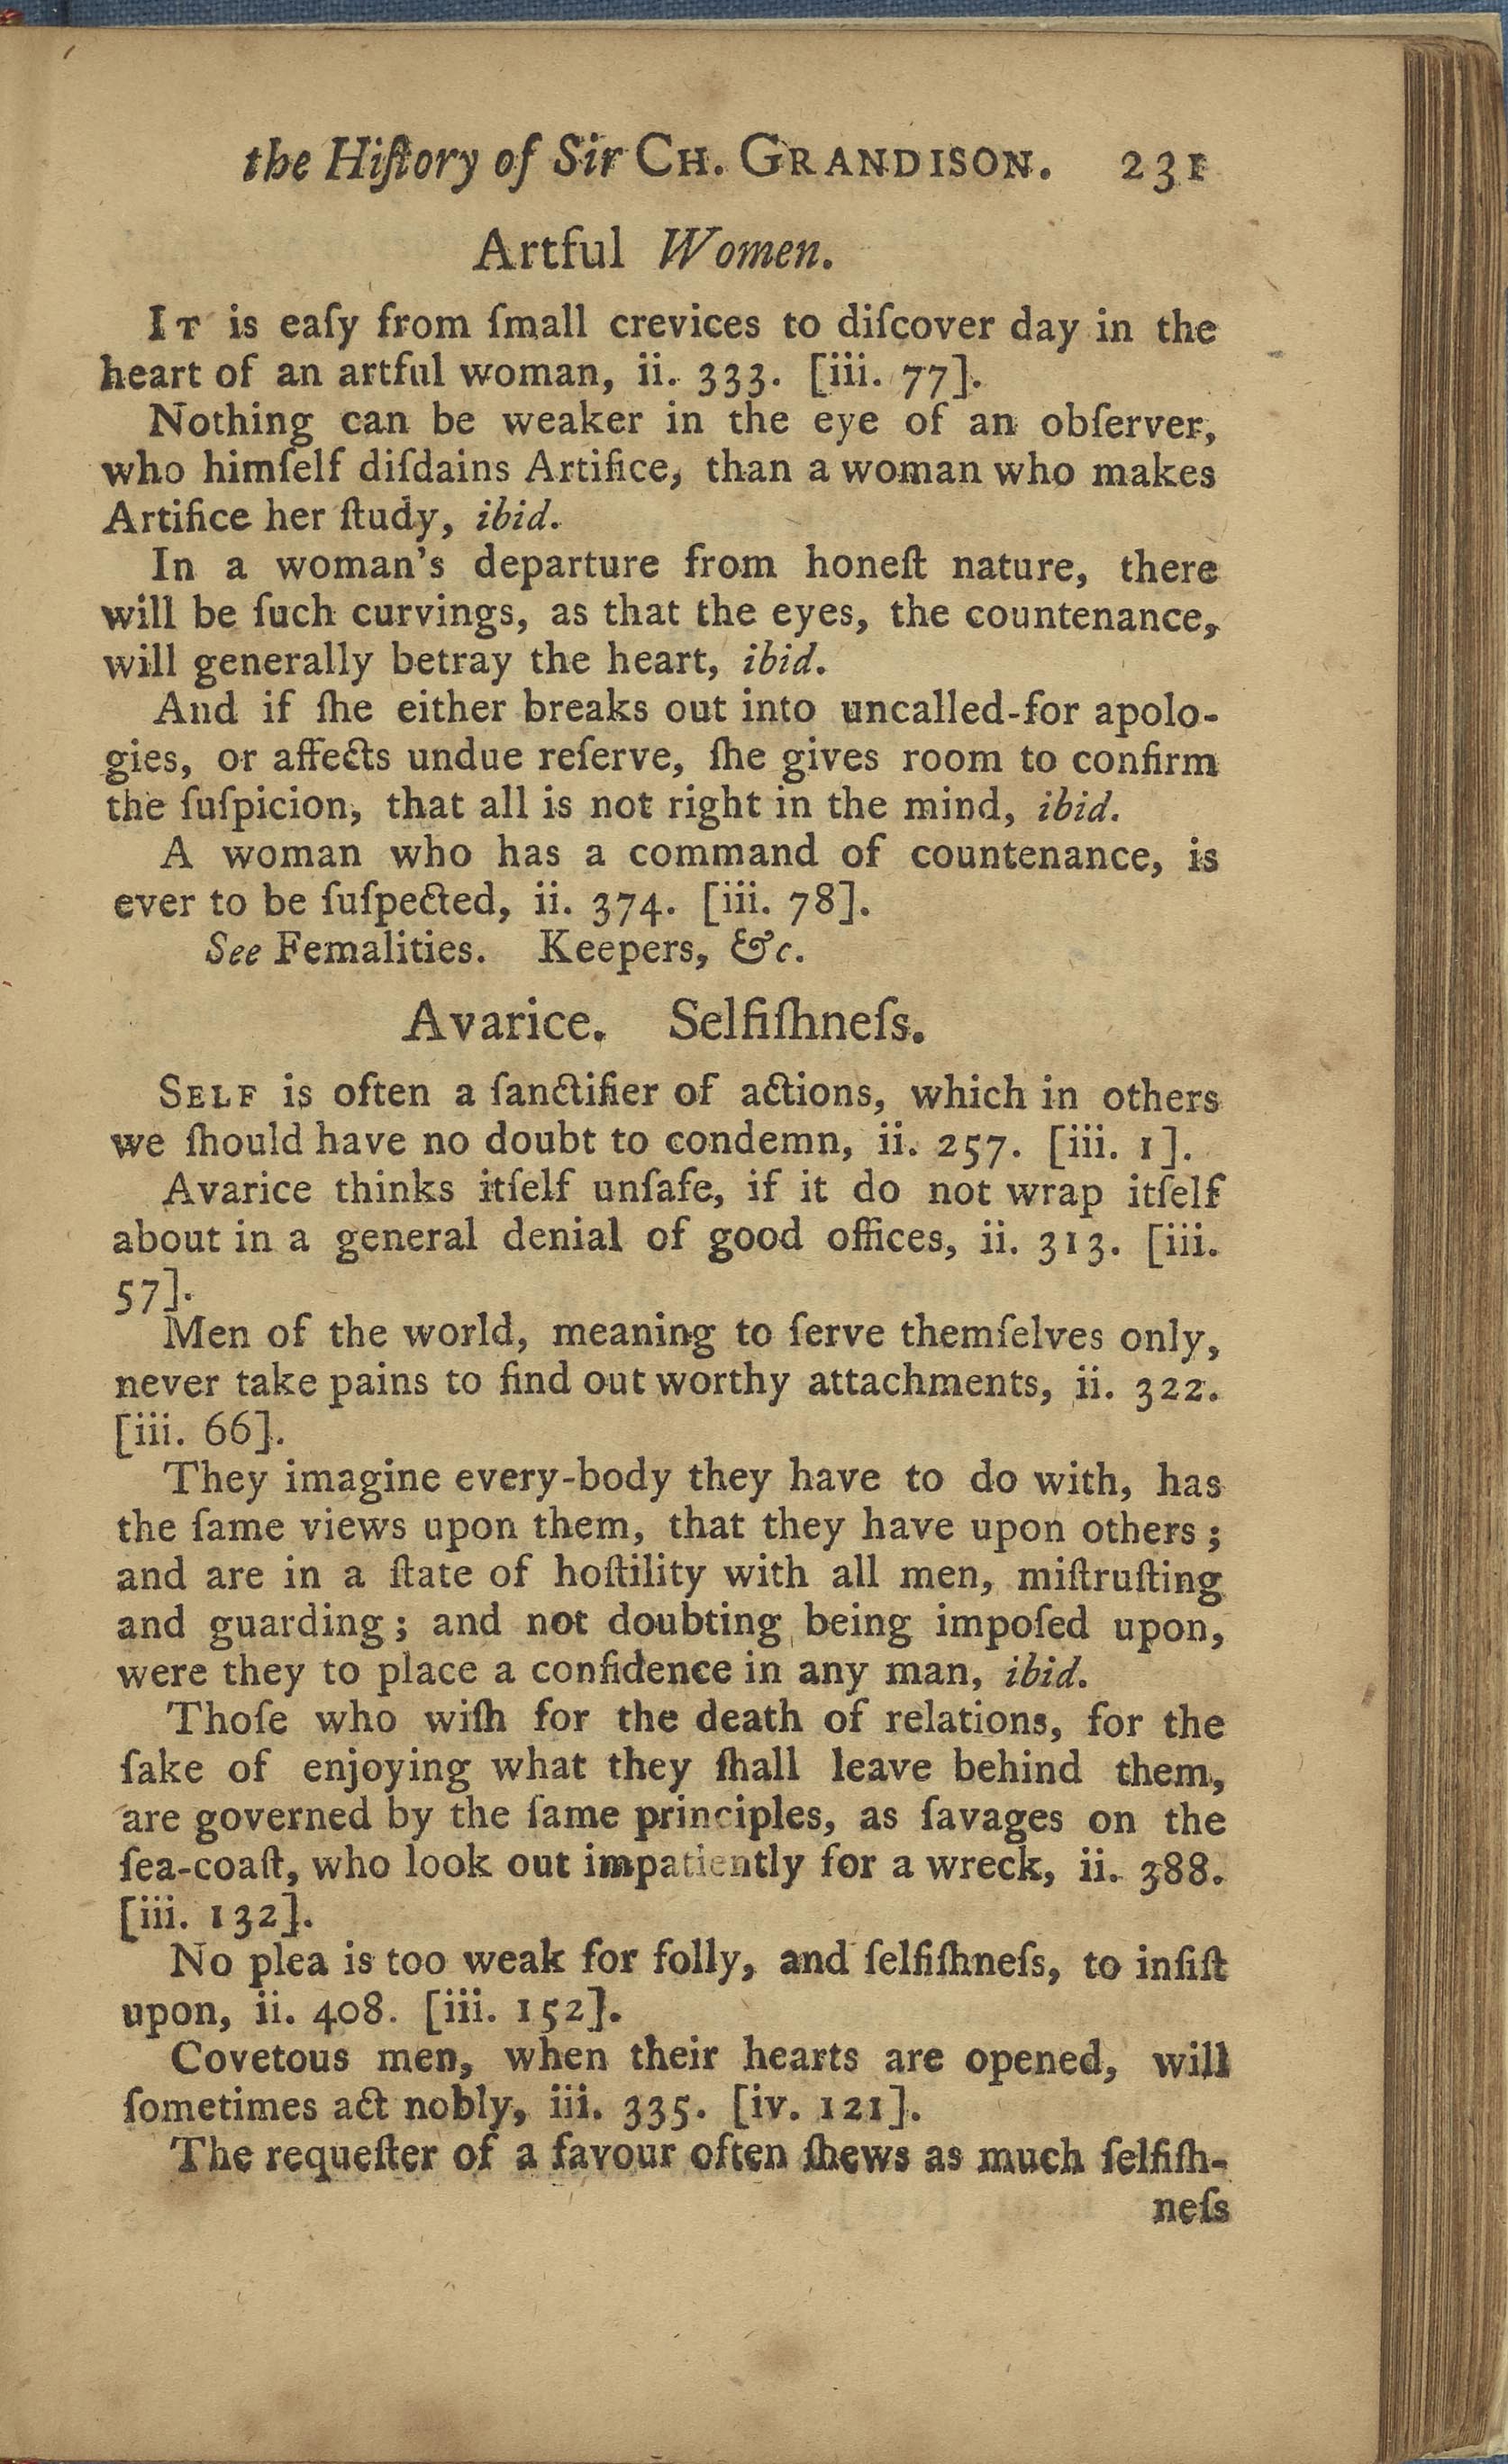 the Hiſtory of Sir CH. GRANDISON. 231
Artful Women.
IT is eaſy from ſmall crevices to diſcover day in the
heart of an artful woman, ii. 333. [iii. 77].
Nothing can be weaker in the eye of an obſerver,
who himſelf diſdains Artifice, than a woman who makes
Artifice her ſtudy, ibid.
In a woman's departure from honeſt nature, there
will be ſuch curvings, as that the eyes, the countenance,
will generally betray the heart, ibid.
And if ſhe either breaks out into uncalled-for apolo-
gies, or affects undue reſerve, ſhe gives room to confirm
the ſuſpicion, that all is not right in the mind, ibid.
A woman who has a command of countenance, is
ever to be ſuſpected, ii. 374. [iii. 78].
See Femalities. Keepers, &c.
Avarice. Selfiſhneſs.
SELF is often a ſanctifier of actions, which in others
we ſhould have no doubt to condemn, ii. 257. [iii. 1].
Avarice thinks itſelf unſafe, if it do not wrap itſelf
about in a general denial of good offices, ii. 313. [iii.
57].
Men of the world, meaning to ſerve themſelves only,
never take pains to find out worthy attachments, ii. 322.
[iii. 66].
They imagine every-body they have to do with, has
the ſame views upon them, that they have upon others;
and are in a ſtate of hoſtility with all men, miſtruſting
and guarding; and not doubting being impoſed upon,
were they to place a confidence in any man, ibid.
Thoſe who wiſh for the death of relations, for the
ſake of enjoying what they ſhall leave behind them,
are governed by the ſame principles, as ſavages on the
ſea-coaſt, who look out impatiently for a wreck, ii. 388.
[iii. 132].
No plea is too weak for folly, and ſelfiſhneſs, to inſiſt
upon, ii. 408. [iii. 152].
Covetous men, when their hearts are opened, will
ſometimes act nobly, iii. 335. [iv. 121].
The requeſter of a favour often ſhews as much ſelfiſh-
neſs